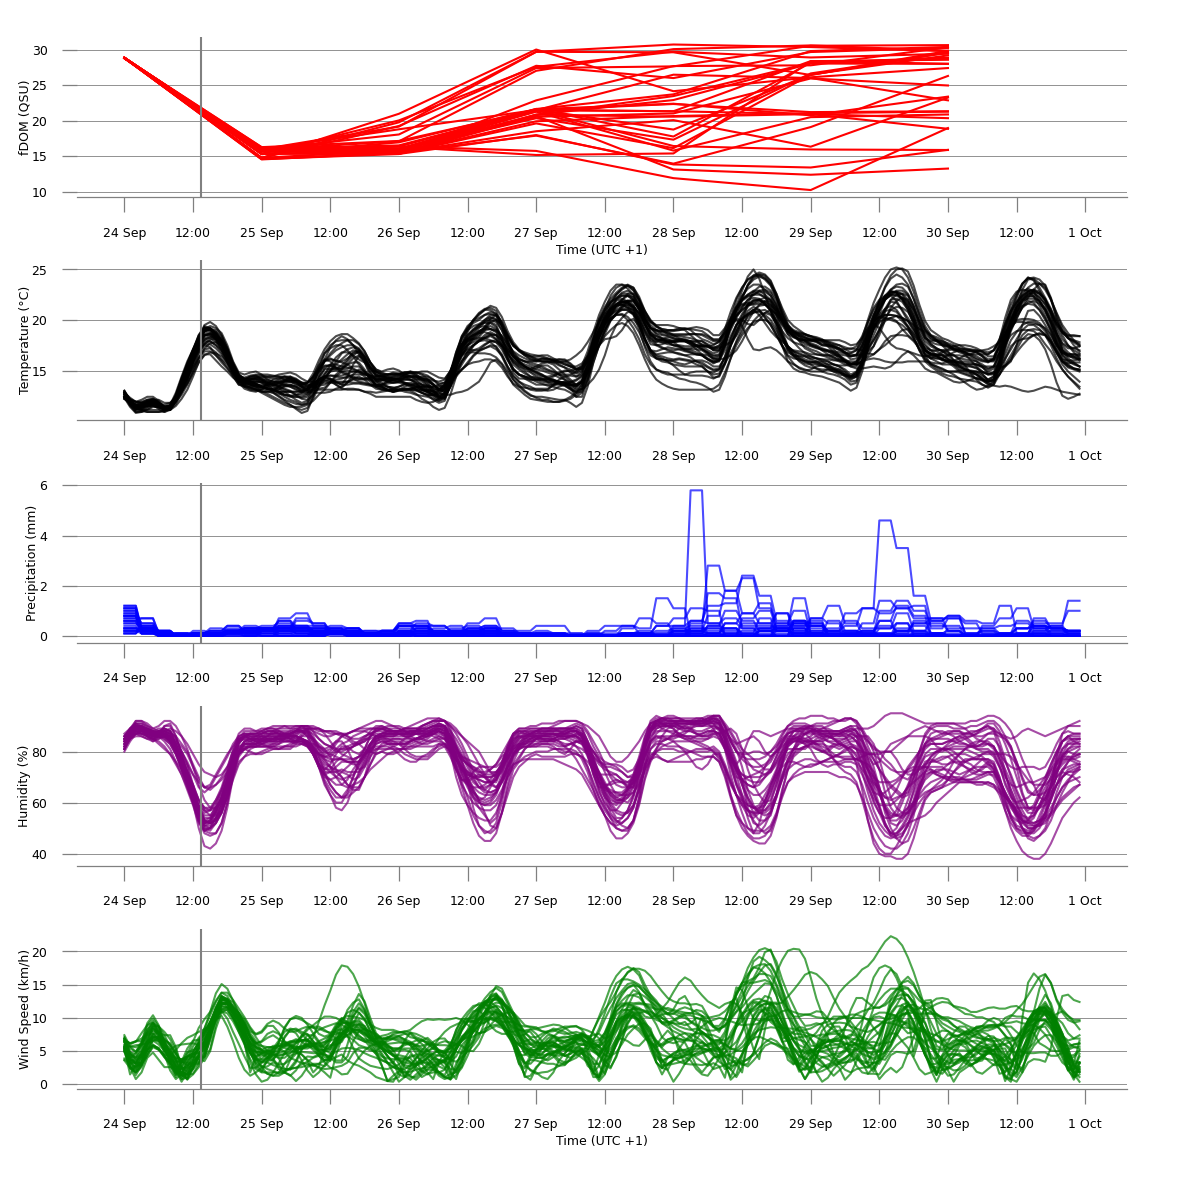 fDOM (QSU)
30
25
20
15
10
24 Sep 12:00 25 Sep 12:00 26 Sep 12:00 27 Sep 12:00 28 Sep 12:00 29 Sep 12:00 30 Sep 12:00 1 Oct
Time (UTC +1)
Temperature (°C)
25
20
15
24 Sep 12:00 25 Sep 12:00 26 Sep 12:00 27 Sep 12:00 28 Sep 12:00 29 Sep 12:00 30 Sep 12:00 1 Oct
Precipitation (mm)
6
4
2
0
24 Sep 12:00 25 Sep 12:00 26 Sep 12:00 27 Sep 12:00 28 Sep 12:00 29 Sep 12:00 30 Sep 12:00 1 Oct
Humidity (%)
80
60
40
24 Sep 12:00 25 Sep 12:00 26 Sep 12:00 27 Sep 12:00 28 Sep 12:00 29 Sep 12:00 30 Sep 12:00 1 Oct
Wind Speed (km/h)
20
15
10
5
0
24 Sep 12:00 25 Sep 12:00 26 Sep 12:00 27 Sep 12:00 28 Sep 12:00 29 Sep 12:00 30 Sep 12:00 1 Oct
Time (UTC +1)